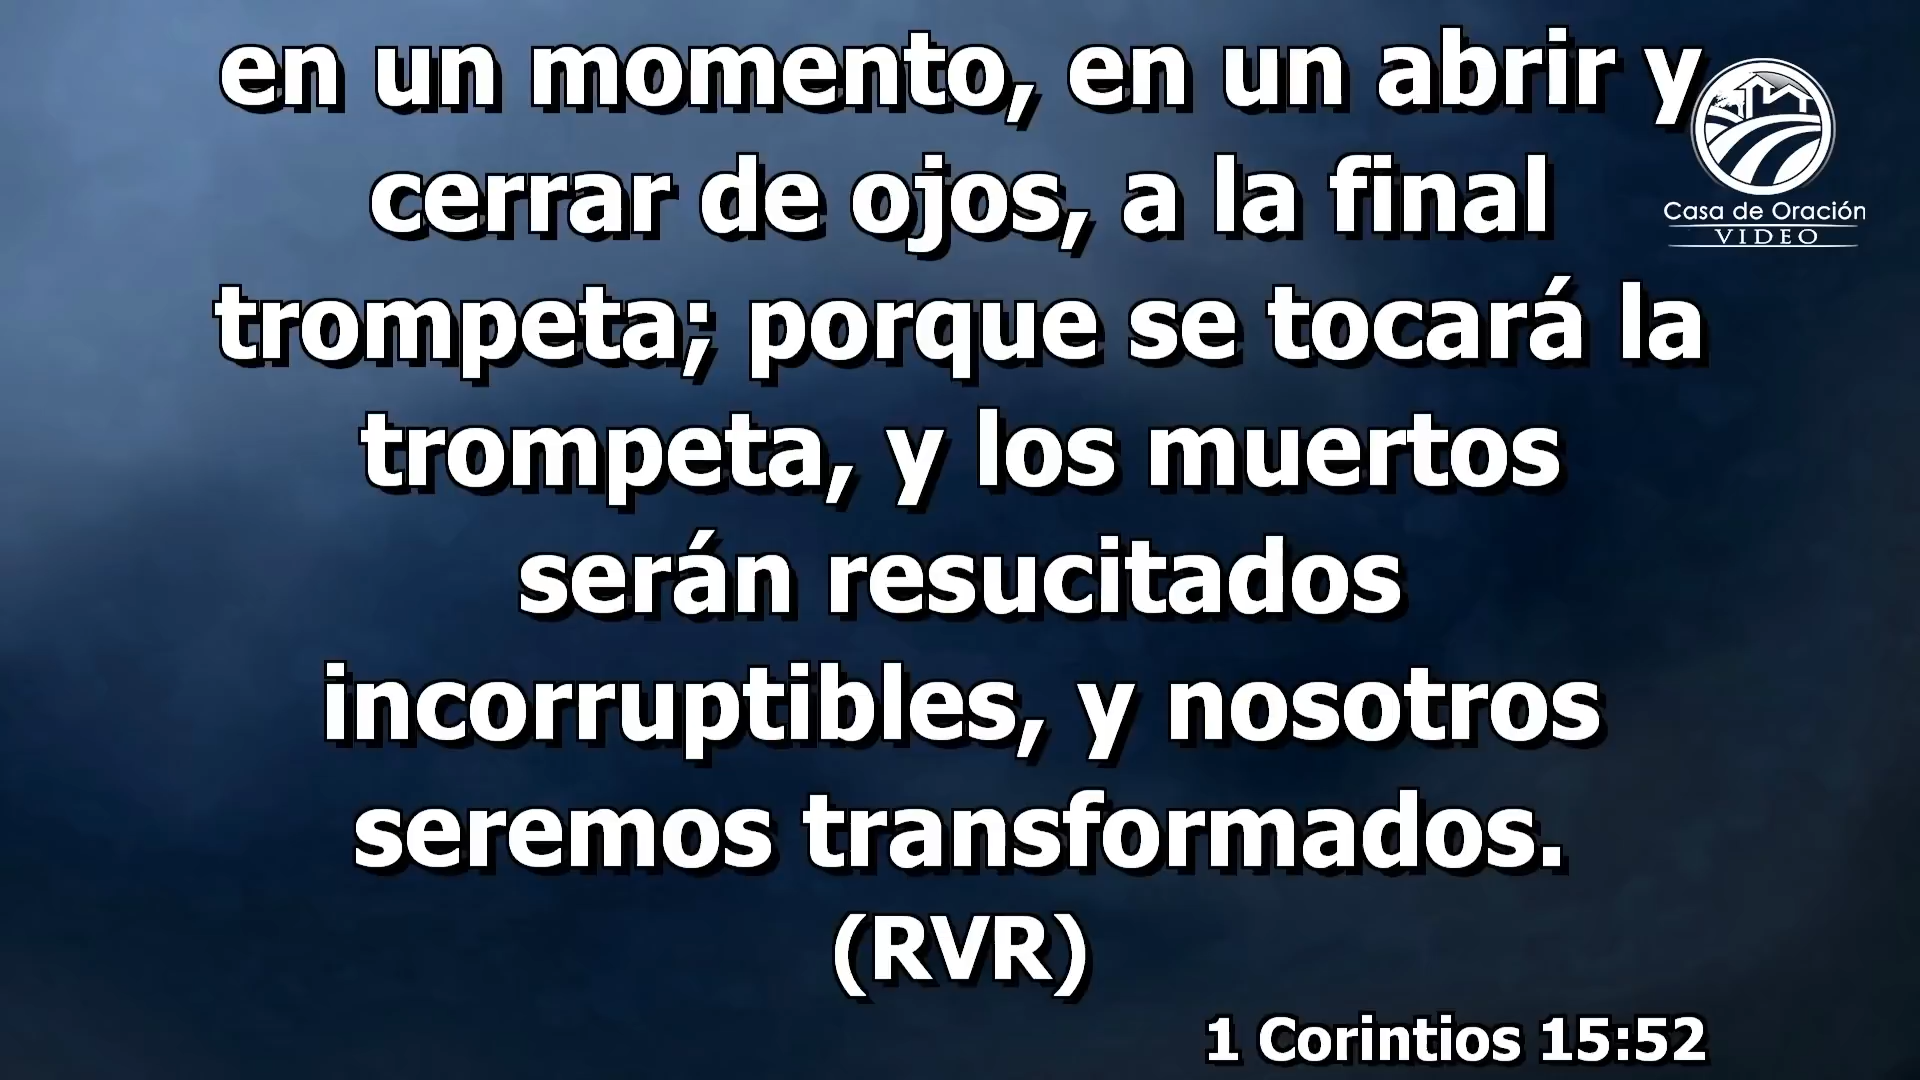 en un momento, en un abrir y
cerrar de ojos, a la final
trompeta; porque se tocará la
trompeta, y los muertos
serán resucitados
incorruptibles, y nosotros
seremos transformados.
(RVR)
1 Corintios 15:52
Casa de Oración
VIDEO